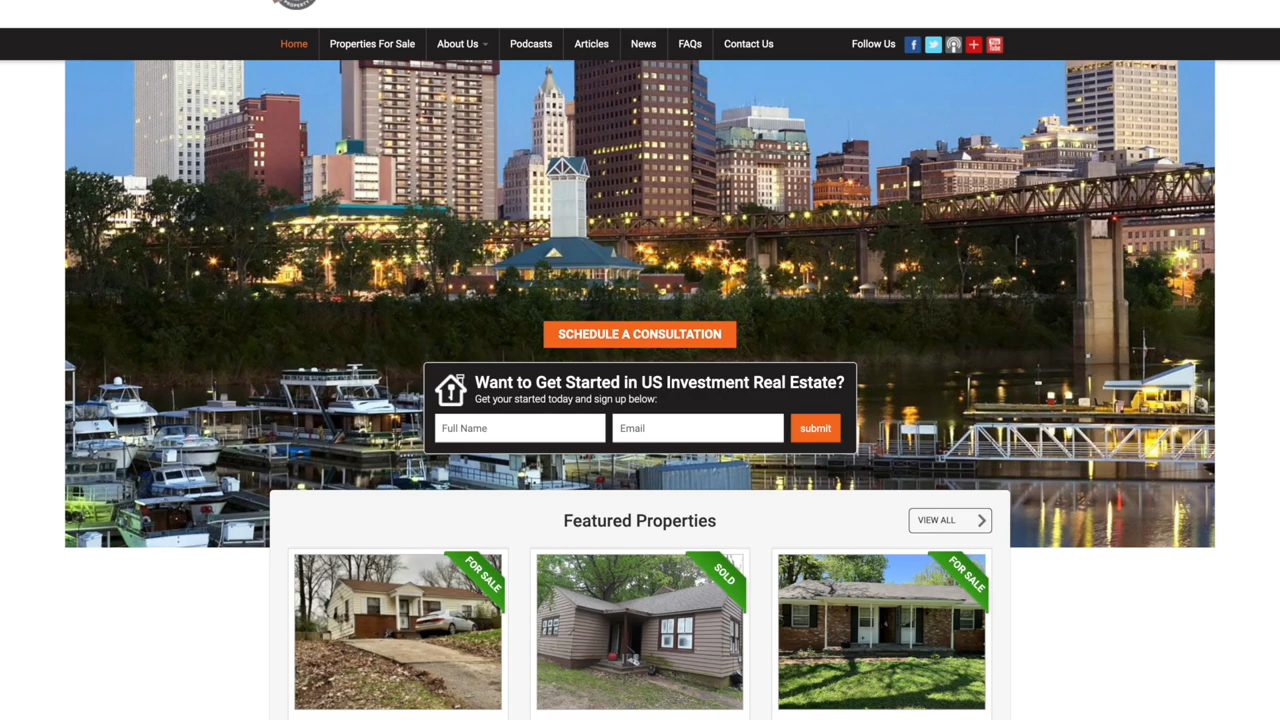 PROPERTY
Home Properties For Sale About Us Podcasts Articles News FAQs Contact Us Follow Us
SCHEDULE A CONSULTATION
Want to Get Started in US Investment Real Estate?
Get your started today and sign up below:
Full Name Email submit
Featured Properties VIEW ALL
FOR SALE SOLD FOR SALE